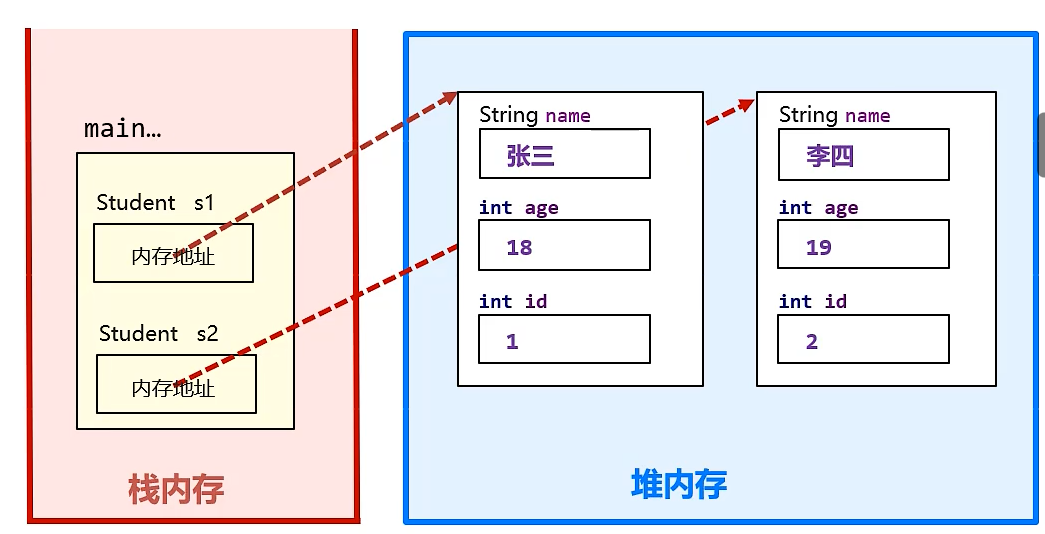 main…
Student s1
内存地址
Student s2
内存地址
栈内存
String name
张三
int age
18
int id
1
String name
李四
int age
19
int id
2
堆内存